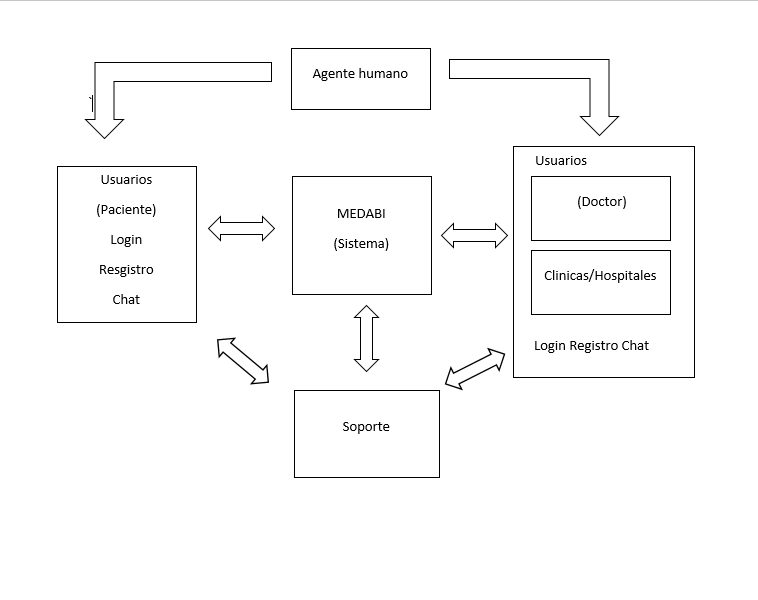 Agente humano
Usuarios
(Paciente)
Login
Resgistro
Chat
MEDABI
(Sistema)
Usuarios
(Doctor)
Clinicas/Hospitales
Login Registro Chat
Soporte